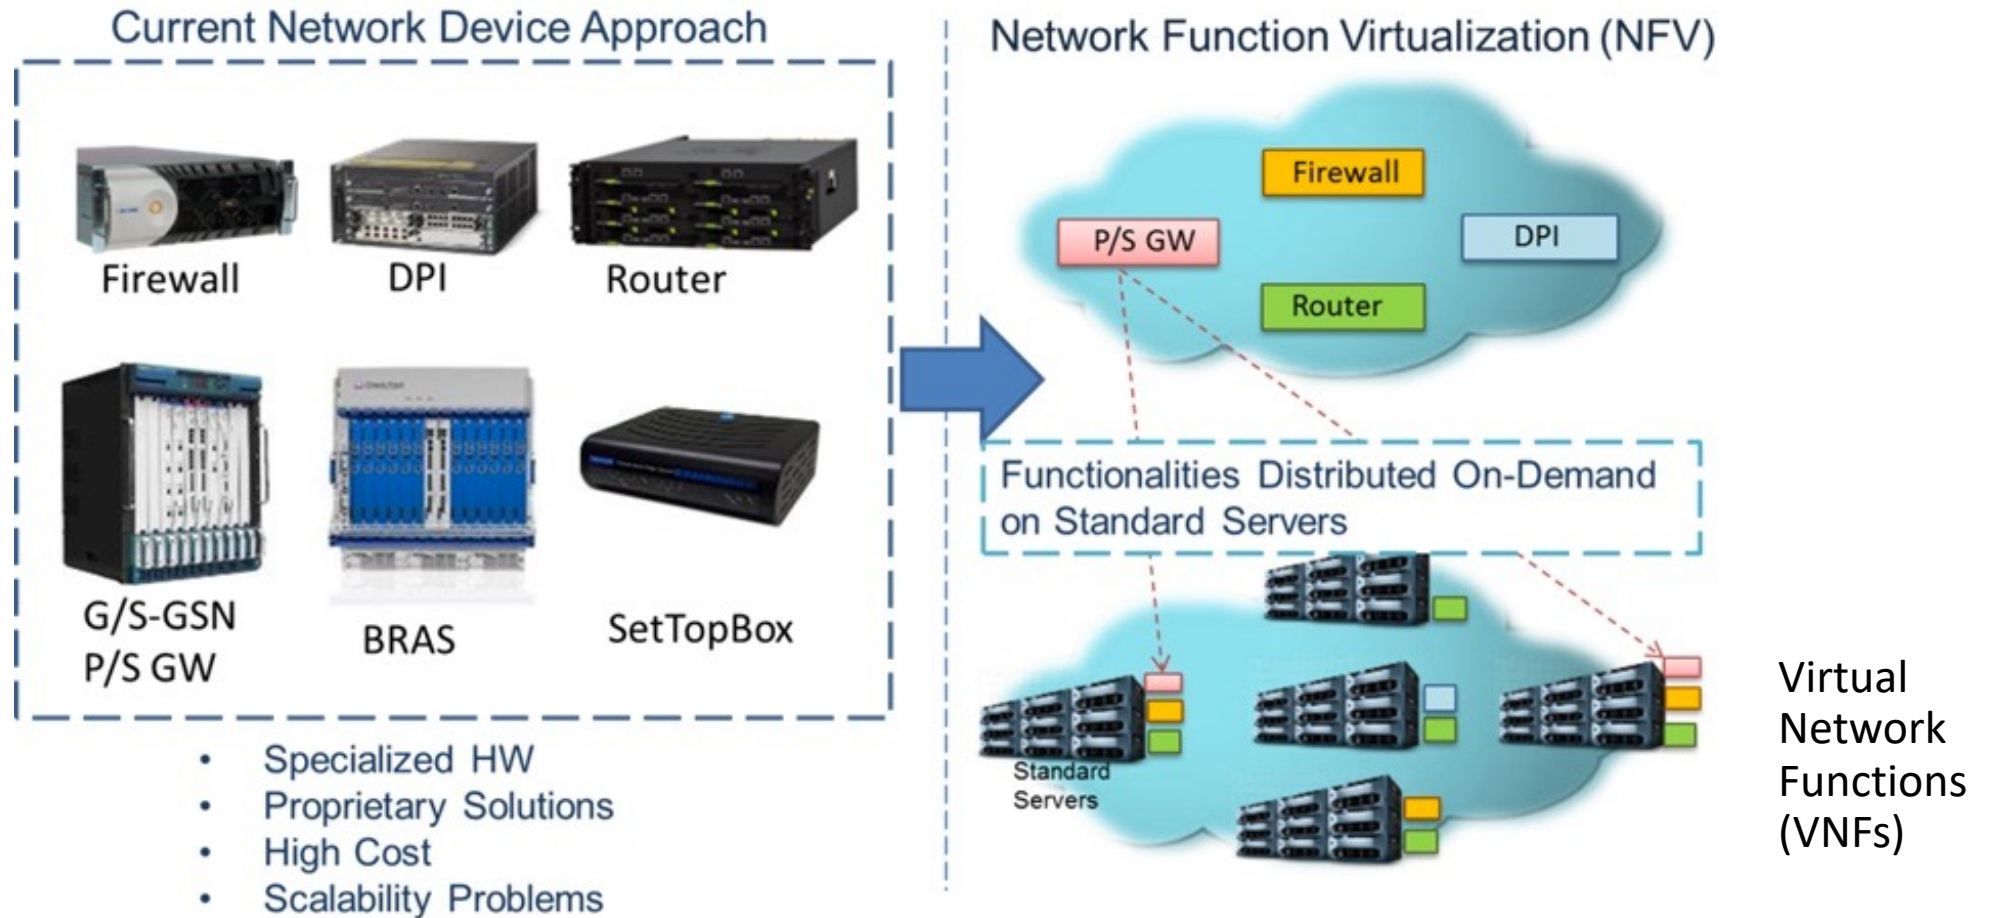 Current Network Device Approach
Firewall
DPI
Router
G/S-GSN
P/S GW
BRAS
SetTopBox
• Specialized HW
• Proprietary Solutions
• High Cost
• Scalability Problems
Network Function Virtualization (NFV)
Firewall
P/S GW
DPI
Router
Functionalities Distributed On-Demand
on Standard Servers
Standard
Servers
Virtual
Network
Functions
(VNFs)